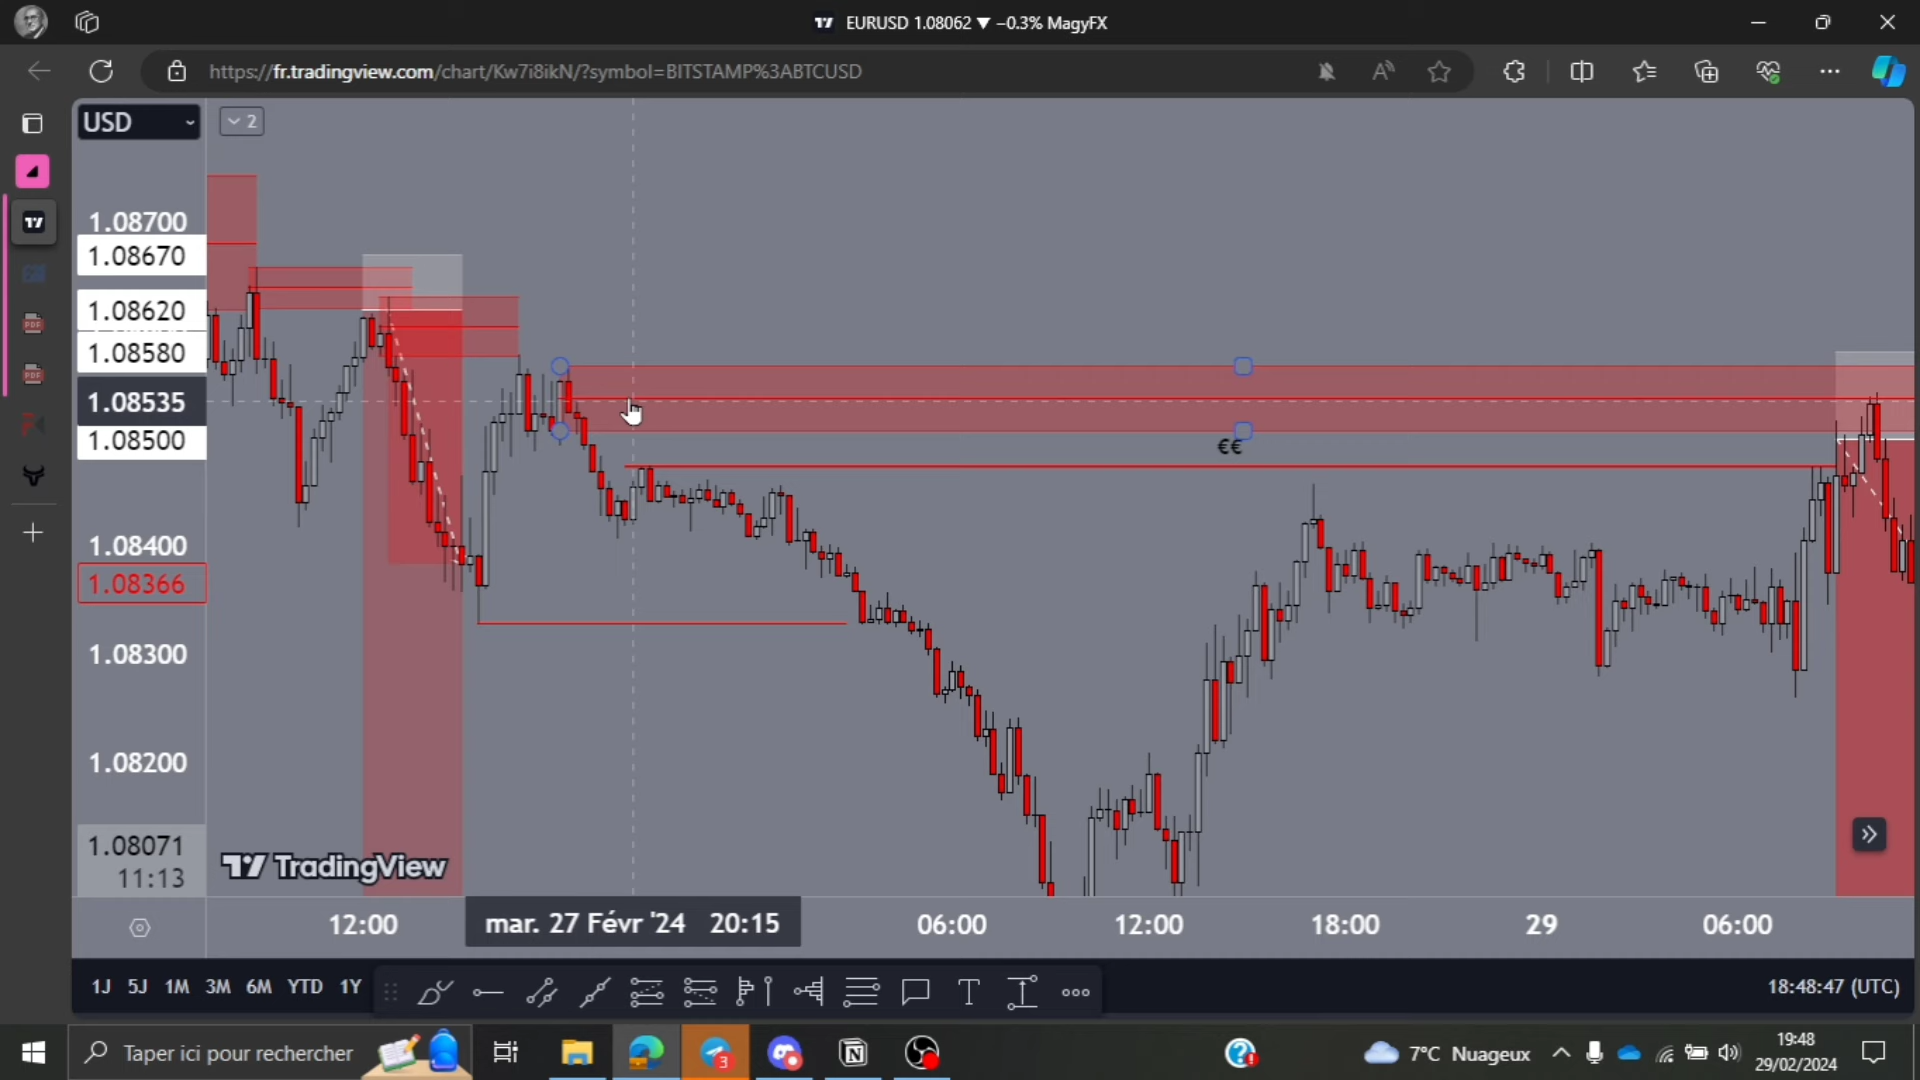 EURUSD 1.08062 ▼ −0.3% MagyFX
https://fr.tradingview.com/chart/Kw7i8ikN/?symbol=BITSTAMP%3ABTCUSD
USD
2
1.08700
1.08670
1.08620
1.08580
1.08535
1.08500
1.08400
1.08366
1.08300
1.08200
1.08071
11:13
€€
TradingView
12:00
mar. 27 Févr '24 20:15
06:00
12:00
18:00
29
06:00
1J 5J 1M 3M 6M YTD 1Y
18:48:47 (UTC)
Taper ici pour rechercher
3
7°C Nuageux
19:48
29/02/2024